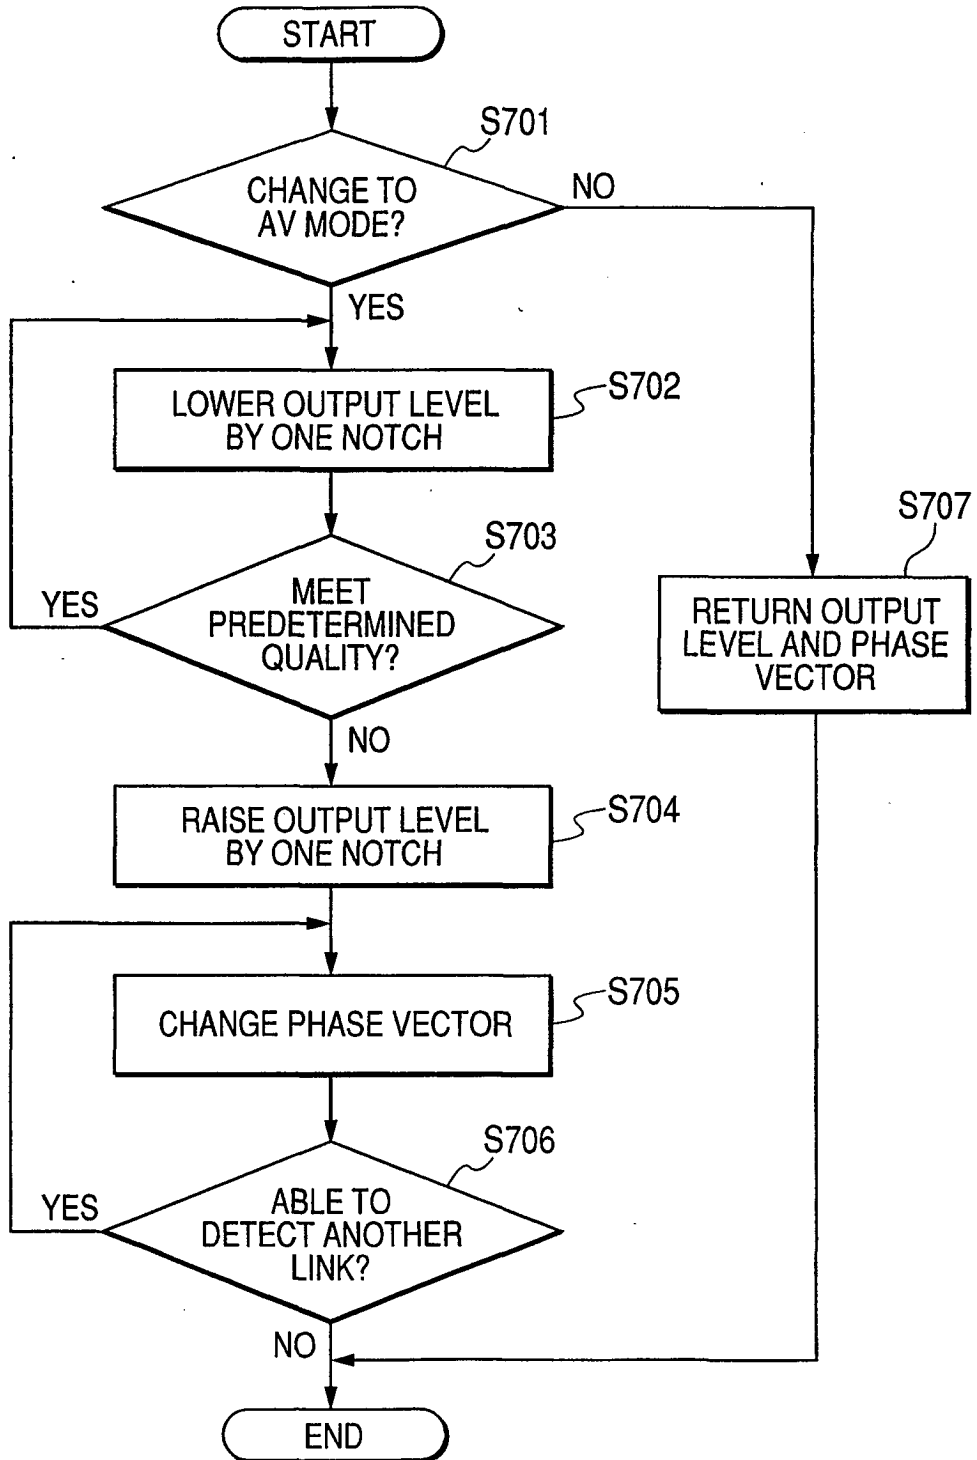 START
S701
CHANGE TO
AV MODE?
NO
YES
LOWER OUTPUT LEVEL
BY ONE NOTCH
S702
S703
MEET
PREDETERMINED
QUALITY?
YES
NO
S707
RETURN OUTPUT
LEVEL AND PHASE
VECTOR
RAISE OUTPUT LEVEL
BY ONE NOTCH
S704
CHANGE PHASE VECTOR
S705
S706
ABLE TO
DETECT ANOTHER
LINK?
YES
NO
END